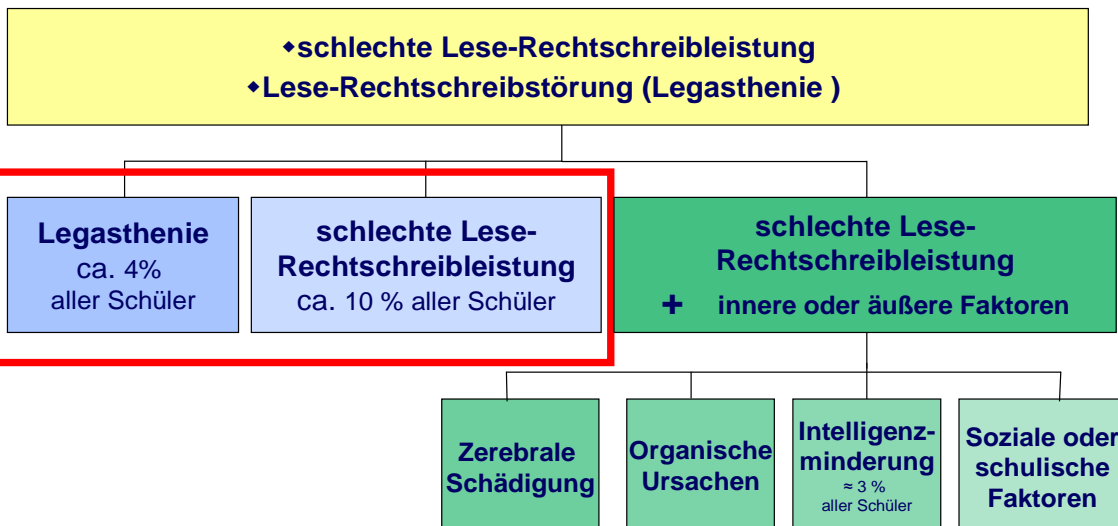 ◆schlechte Lese-Rechtschreibleistung
◆Lese-Rechtschreibstörung (Legasthenie )
Legasthenie
ca. 4%
aller Schüler
schlechte Lese-
Rechtschreibleistung
ca. 10 % aller Schüler
schlechte Lese-
Rechtschreibleistung
+ innere oder äußere Faktoren
Zerebrale
Schädigung
Organische
Ursachen
Intelligenz-
minderung
≈ 3 %
aller Schüler
Soziale oder
schulische
Faktoren